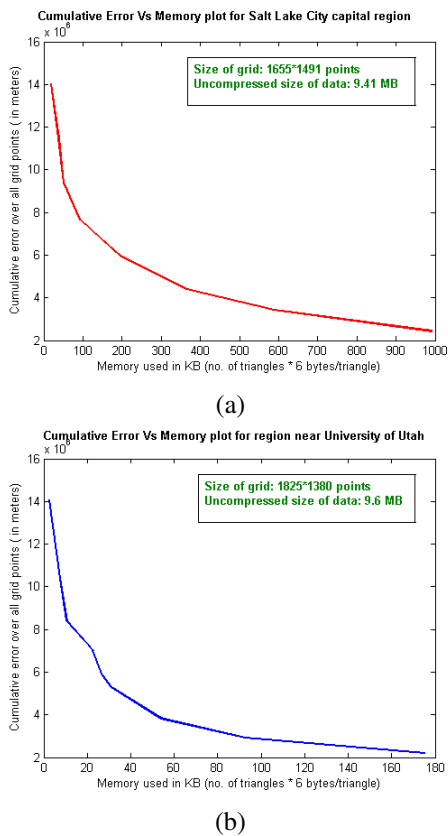 Cumulative Error Vs Memory plot for Salt Lake City capital region
x 10^6
16
14
12
10
8
6
4
2
Cumulative error over all grid points ( in meters)
Size of grid: 1655*1491 points
Uncompressed size of data: 9.41 MB
0 100 200 300 400 500 600 700 800 900 1000
Memory used in KB (no. of triangles * 6 bytes/triangle)
(a)
Cumulative Error Vs Memory plot for region near University of Utah
x 10^6
16
14
12
10
8
6
4
2
Cumulative error over all grid points ( in meters)
Size of grid: 1825*1380 points
Uncompressed size of data: 9.6 MB
0 20 40 60 80 100 120 140 160 180
Memory used in KB (no. of triangles * 6 bytes/triangle)
(b)